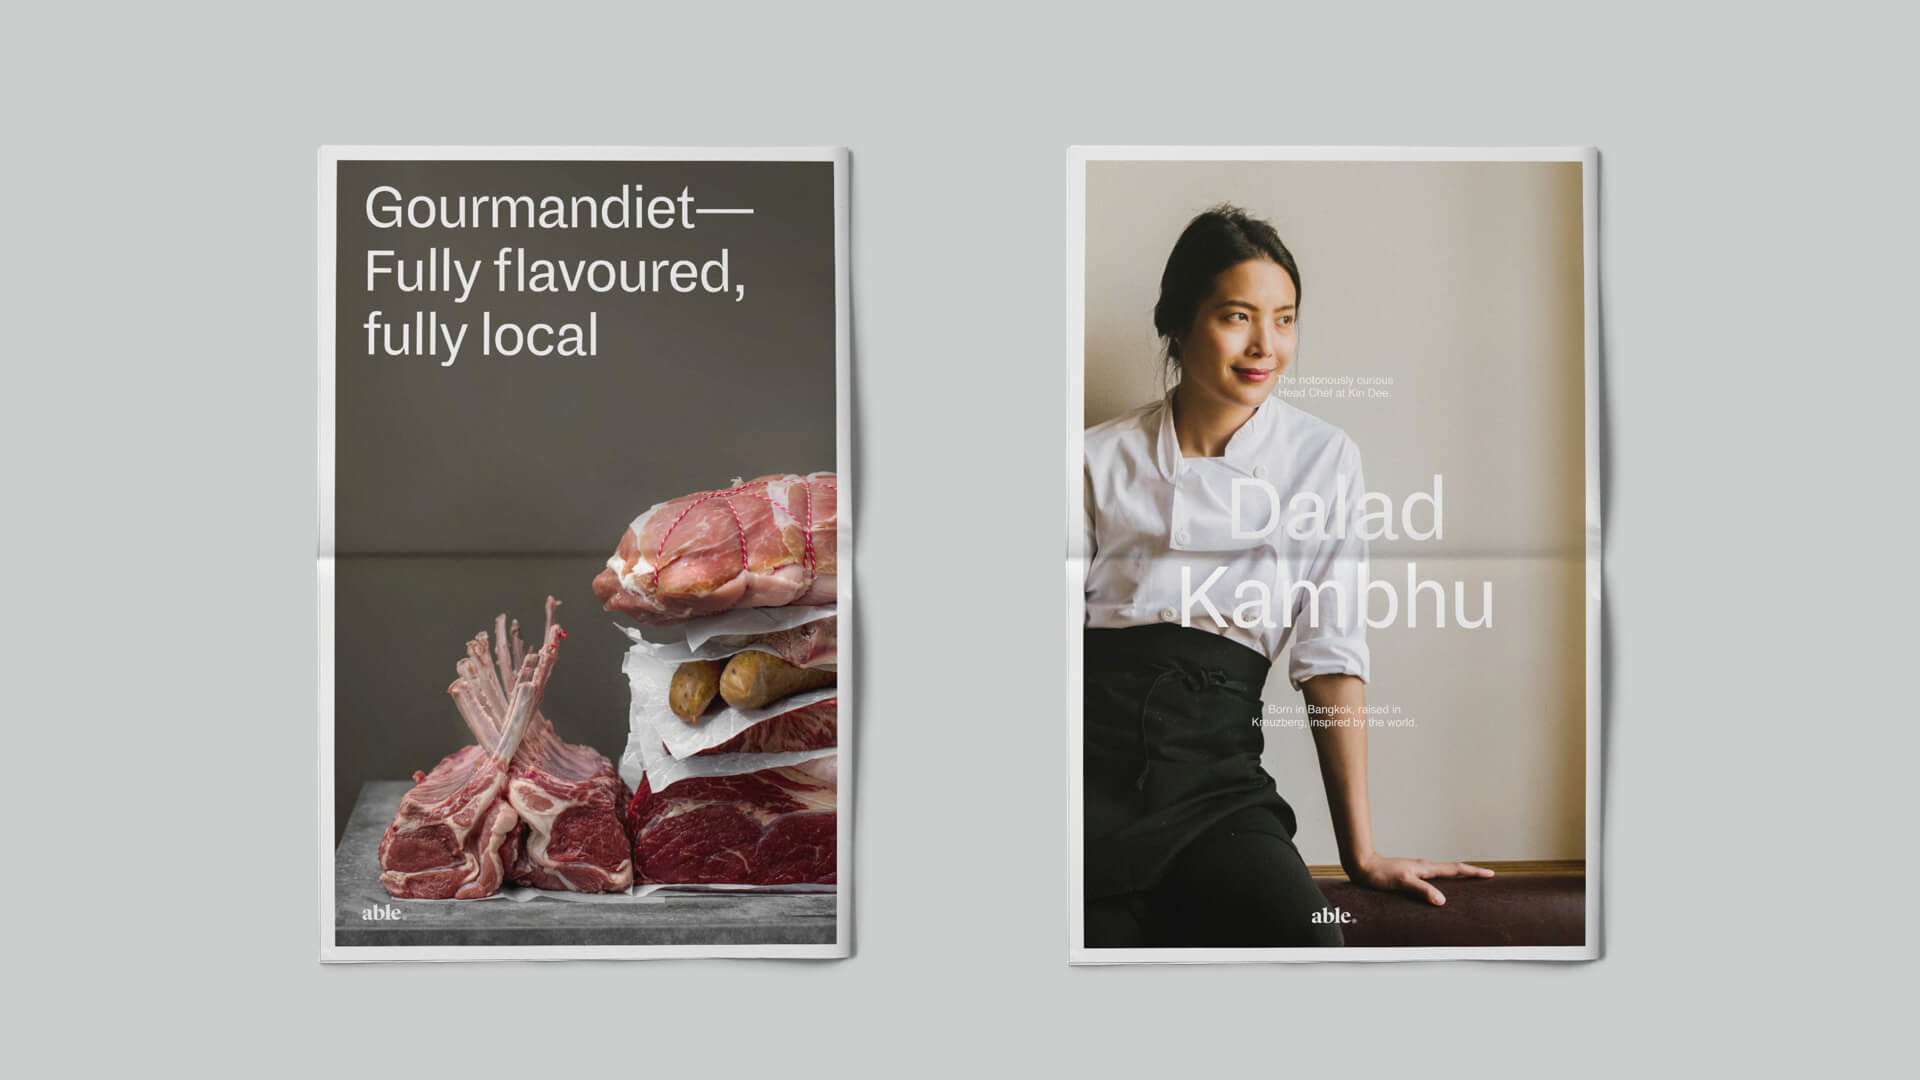 Gourmandiet—
Fully flavoured,
fully local
able.
The notoriously curious
Head Chef at Kin Dee.
Dalad
Kambhu
Born in Bangkok, raised in
Kreuzberg, inspired by the world.
able.